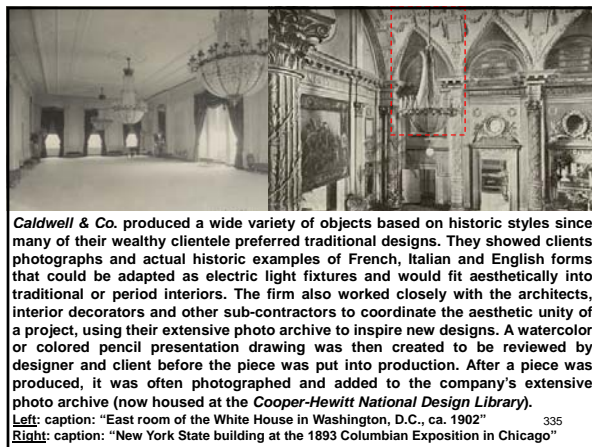 Caldwell & Co. produced a wide variety of objects based on historic styles since
many of their wealthy clientele preferred traditional designs. They showed clients
photographs and actual historic examples of French, Italian and English forms
that could be adapted as electric light fixtures and would fit aesthetically into
traditional or period interiors. The firm also worked closely with the architects,
interior decorators and other sub-contractors to coordinate the aesthetic unity of
a project, using their extensive photo archive to inspire new designs. A watercolor
or colored pencil presentation drawing was then created to be reviewed by
designer and client before the piece was put into production. After a piece was
produced, it was often photographed and added to the company's extensive
photo archive (now housed at the Cooper-Hewitt National Design Library).
Left: caption: “East room of the White House in Washington, D.C., ca. 1902”
335
Right: caption: “New York State building at the 1893 Columbian Exposition in Chicago”